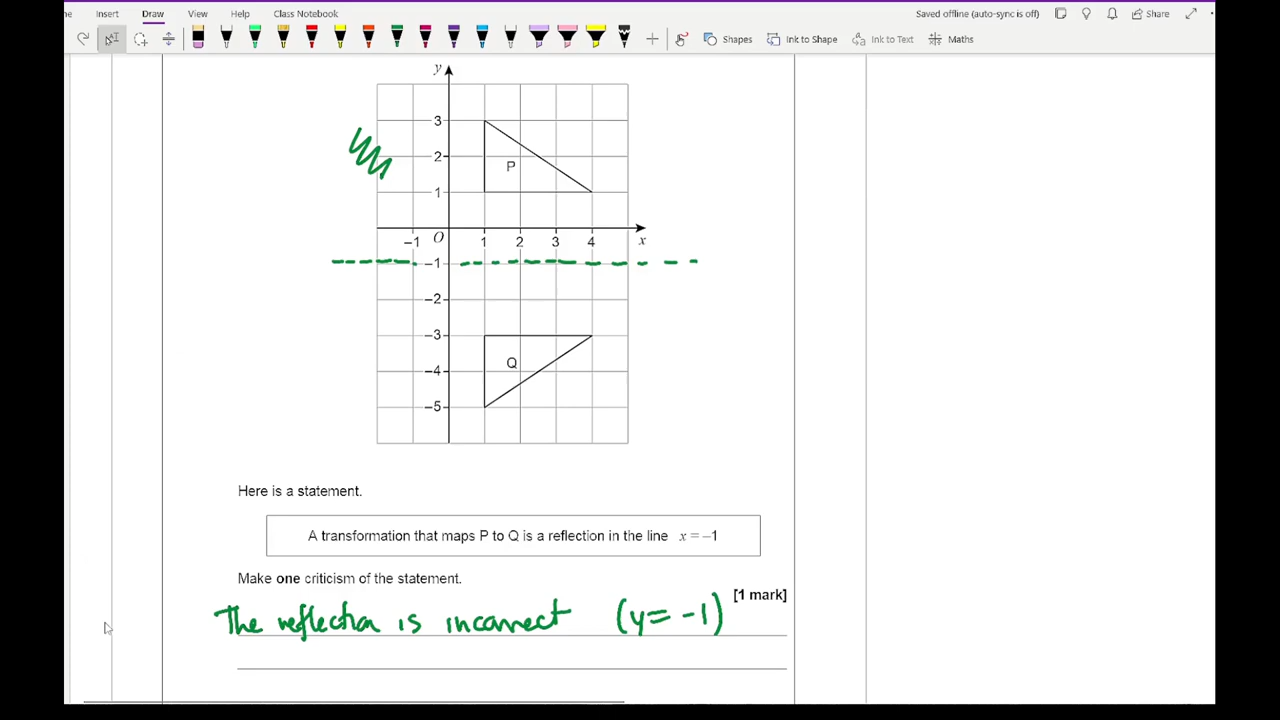 me Insert Draw View Help Class Notebook Saved offline (auto-sync is off) Share
Shapes Ink to Shape Ink to Text Maths
y
3
2
P
1
−1 O 1 2 3 4 x
−1
−2
−3
Q
−4
−5
Here is a statement.
A transformation that maps P to Q is a reflection in the line x = −1
Make one criticism of the statement.
[1 mark]
The reflection is incorrect (y = -1)